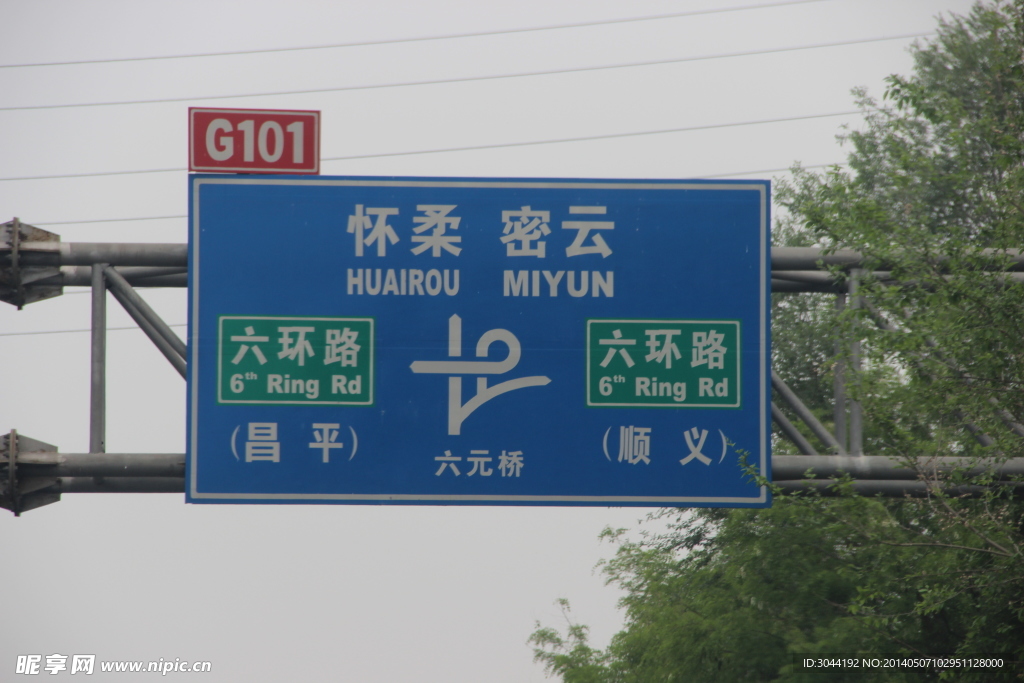 G101
怀柔 密云
HUAIROU MIYUN
六环路
6th Ring Rd
(昌 平)
六环路
6th Ring Rd
(顺 义)
六元桥
昵享网 www.nipic.cn
ID:3044192 NO:20140507102951128000